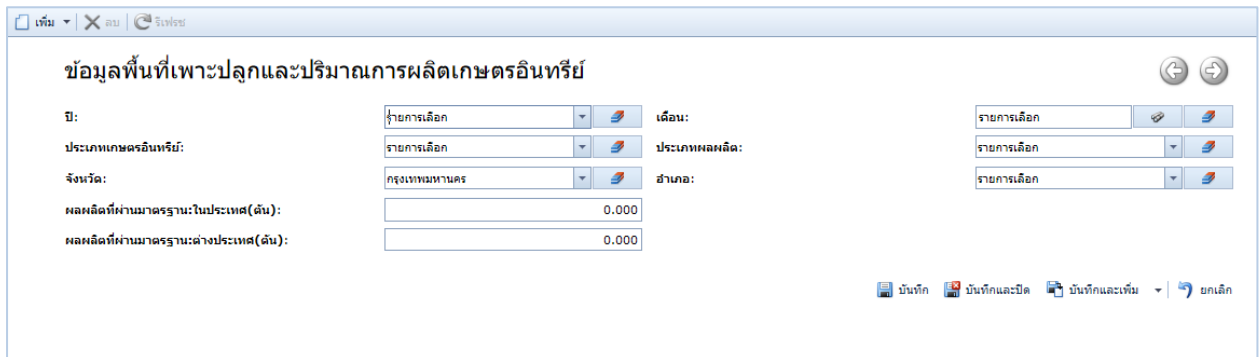 เพิ่ม ลบ รีเฟรช
ข้อมูลพื้นที่เพาะปลูกและปริมาณการผลิตเกษตรอินทรีย์
ปี: รายการเลือก เดือน: รายการเลือก
ประเภทเกษตรอินทรีย์: รายการเลือก ประเภทผลผลิต: รายการเลือก
จังหวัด: กรุงเทพมหานคร อำเภอ: รายการเลือก
ผลผลิตที่ผ่านมาตรฐาน:ในประเทศ(ตัน): 0.000
ผลผลิตที่ผ่านมาตรฐาน:ต่างประเทศ(ตัน): 0.000
บันทึก บันทึกและปิด บันทึกและเพิ่ม ยกเลิก